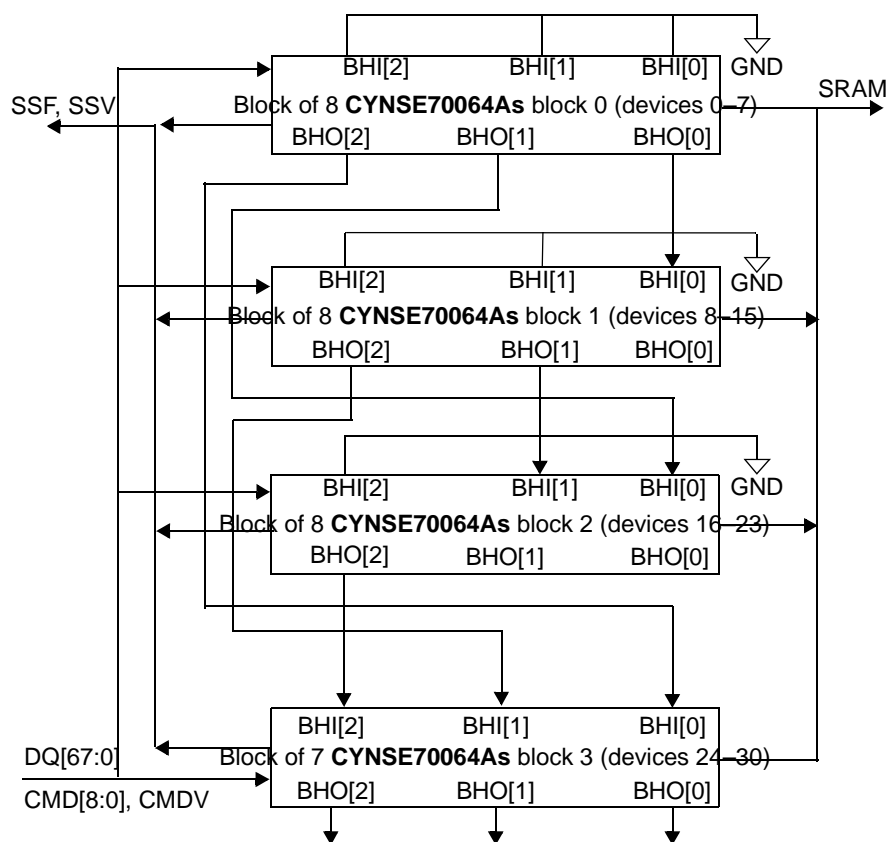 BHI[2] BHI[1] BHI[0] GND
SSF, SSV
Block of 8 CYNSE70064As block 0 (devices 0–7)
SRAM
BHO[2] BHO[1] BHO[0]
BHI[2] BHI[1] BHI[0] GND
Block of 8 CYNSE70064As block 1 (devices 8–15)
BHO[2] BHO[1] BHO[0]
BHI[2] BHI[1] BHI[0] GND
Block of 8 CYNSE70064As block 2 (devices 16–23)
BHO[2] BHO[1] BHO[0]
BHI[2] BHI[1] BHI[0]
DQ[67:0]
Block of 7 CYNSE70064As block 3 (devices 24–30)
CMD[8:0], CMDV
BHO[2] BHO[1] BHO[0]